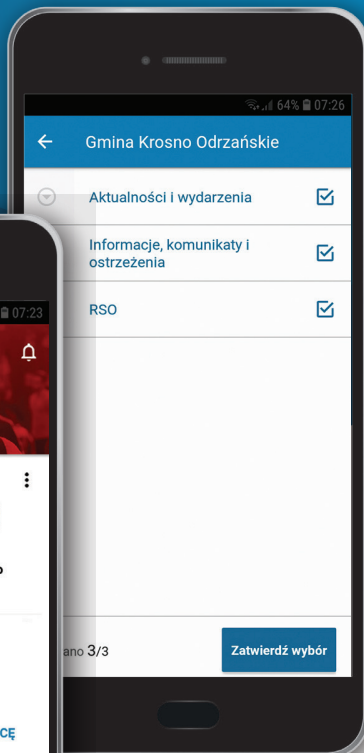 64% 07:26
Gmina Krosno Odrzańskie
Aktualności i wydarzenia
Informacje, komunikaty i
ostrzeżenia
RSO
07:23
ano 3/3
Zatwierdź wybór
CĘ